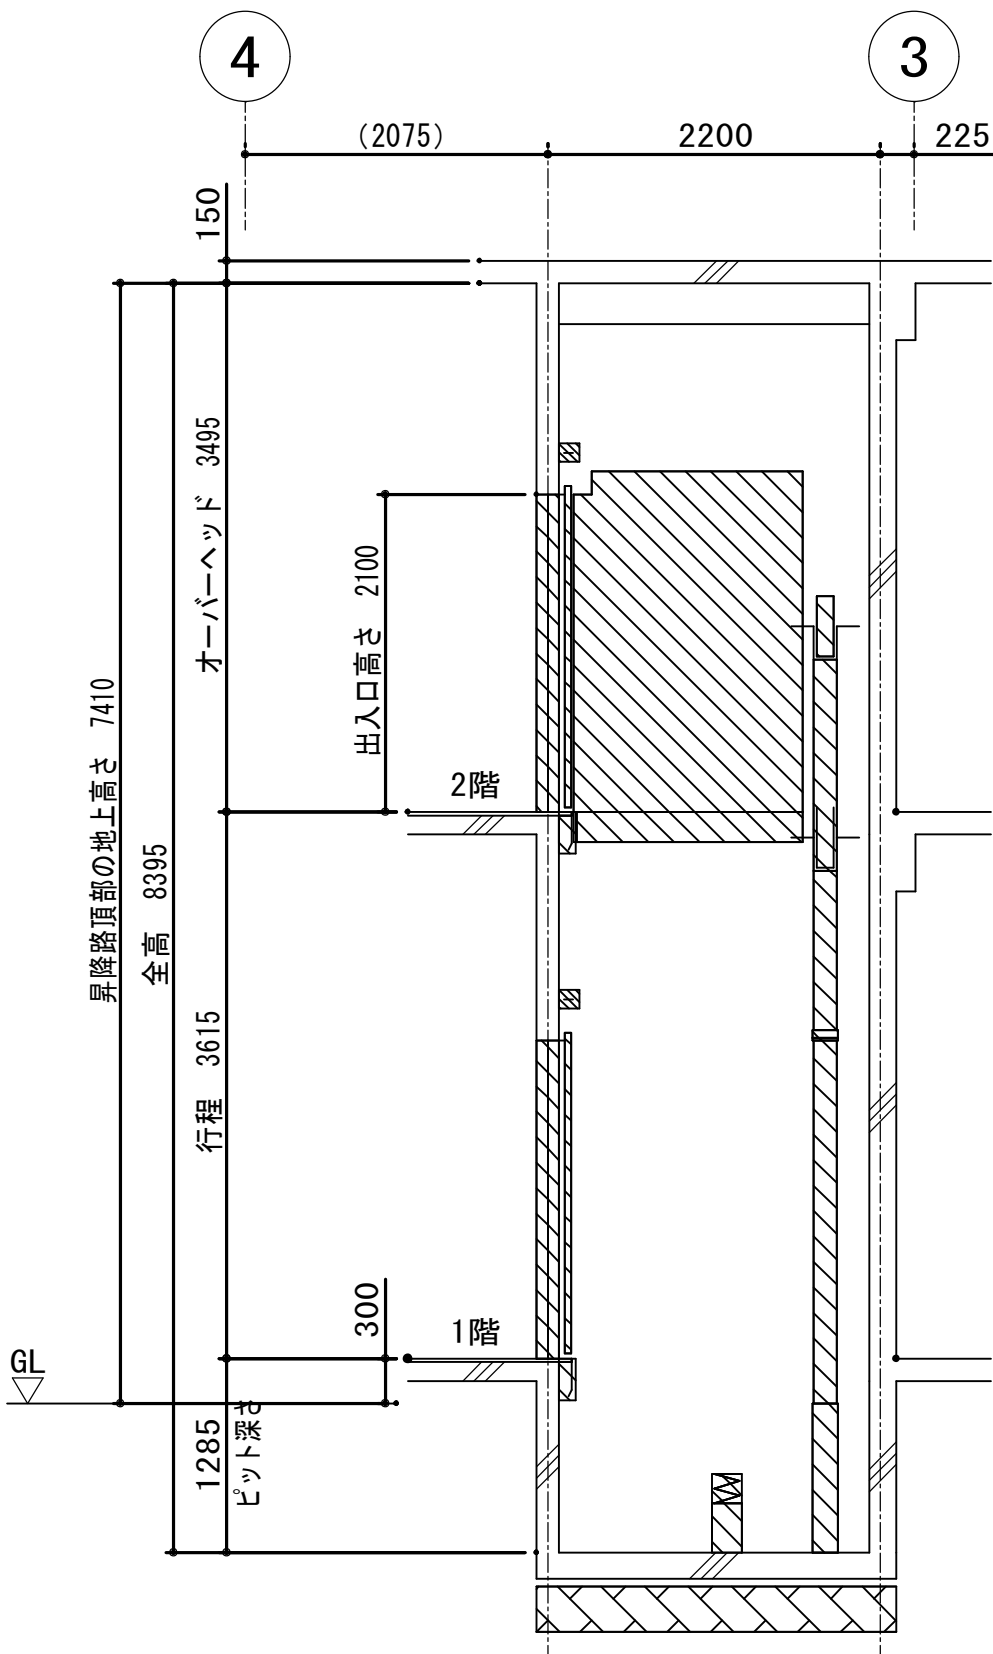 4
3
(2075)
2200
225
150
オーバーヘッド 3495
出入口高さ 2100
2階
昇降路頂部の地上高さ 7410
全高 8395
行程 3615
300
1階
GL
1285
ピット深さ